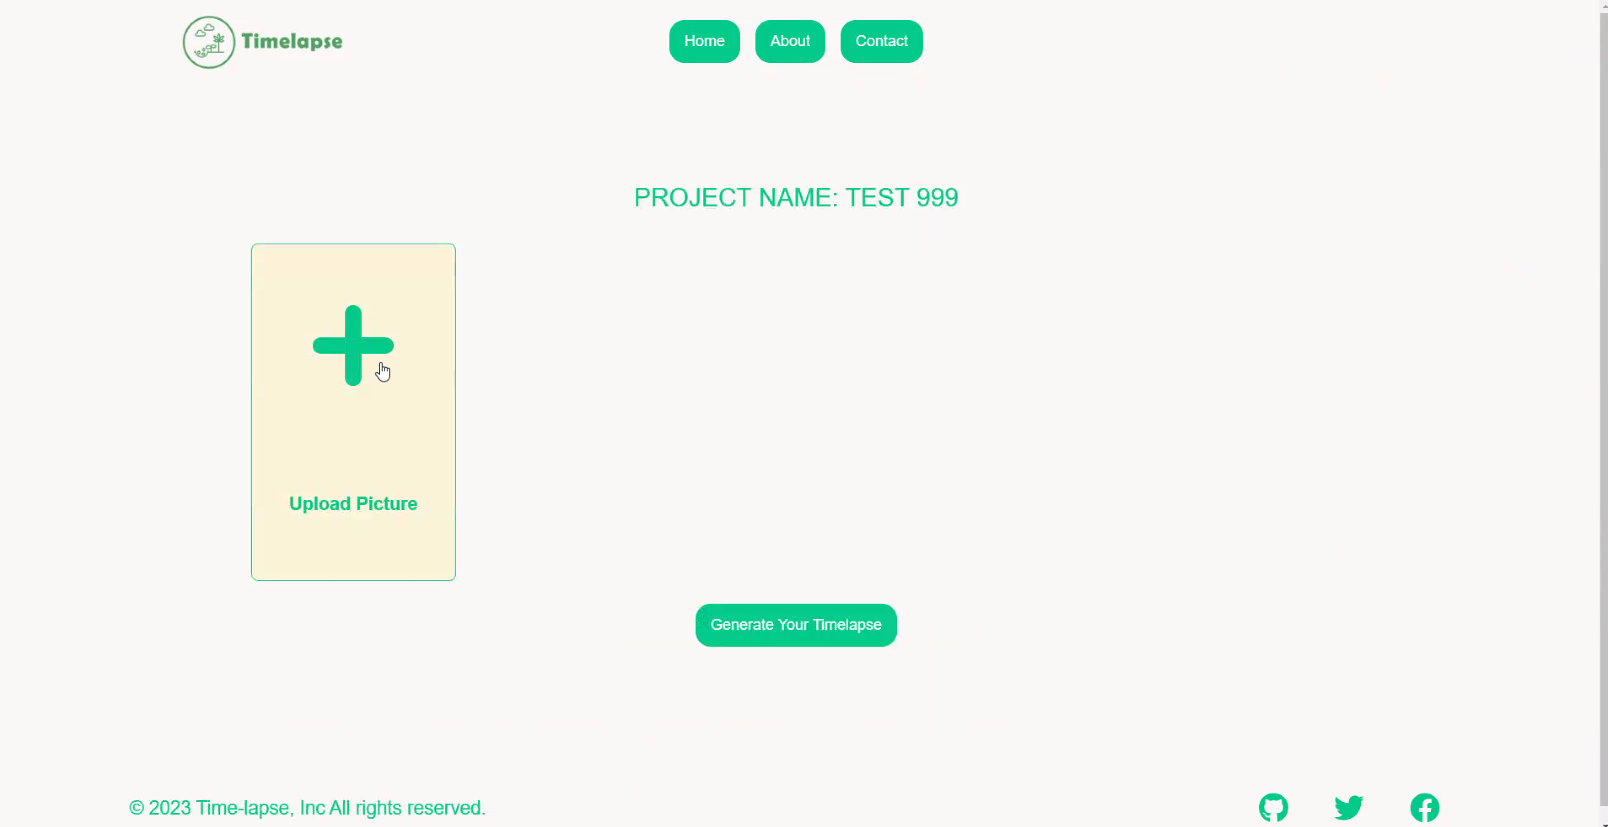 Timelapse
Home
About
Contact
PROJECT NAME: TEST 999
Upload Picture
Generate Your Timelapse
© 2023 Time-lapse, Inc All rights reserved.